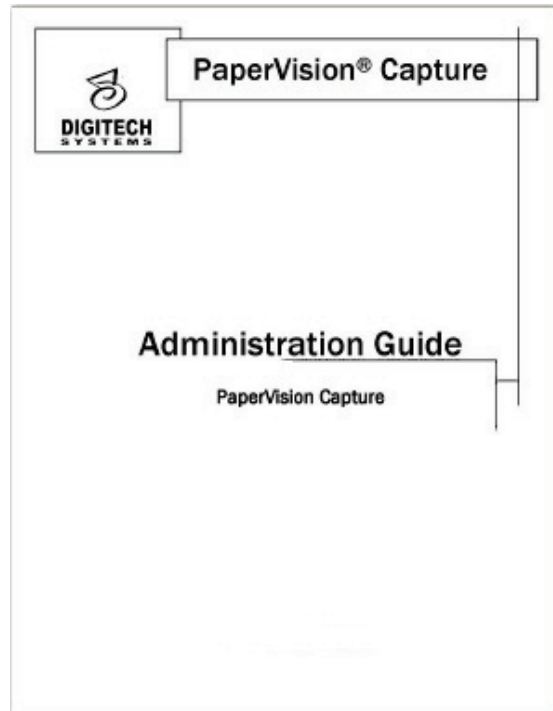 PaperVision® Capture
DIGITECH
SYSTEMS
Administration Guide
PaperVision Capture